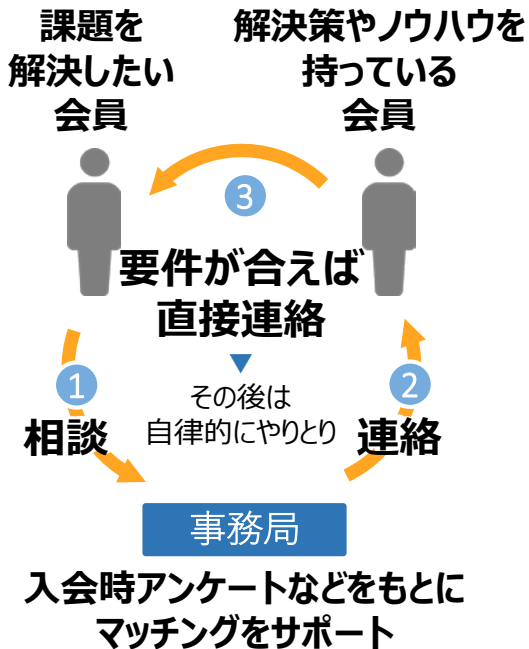 課題を
解決したい
会員
解決策やノウハウを
持っている
会員
3
要件が合えば
直接連絡
その後は
自律的にやりとり
1
相談
2
連絡
事務局
入会時アンケートなどをもとに
マッチングをサポート